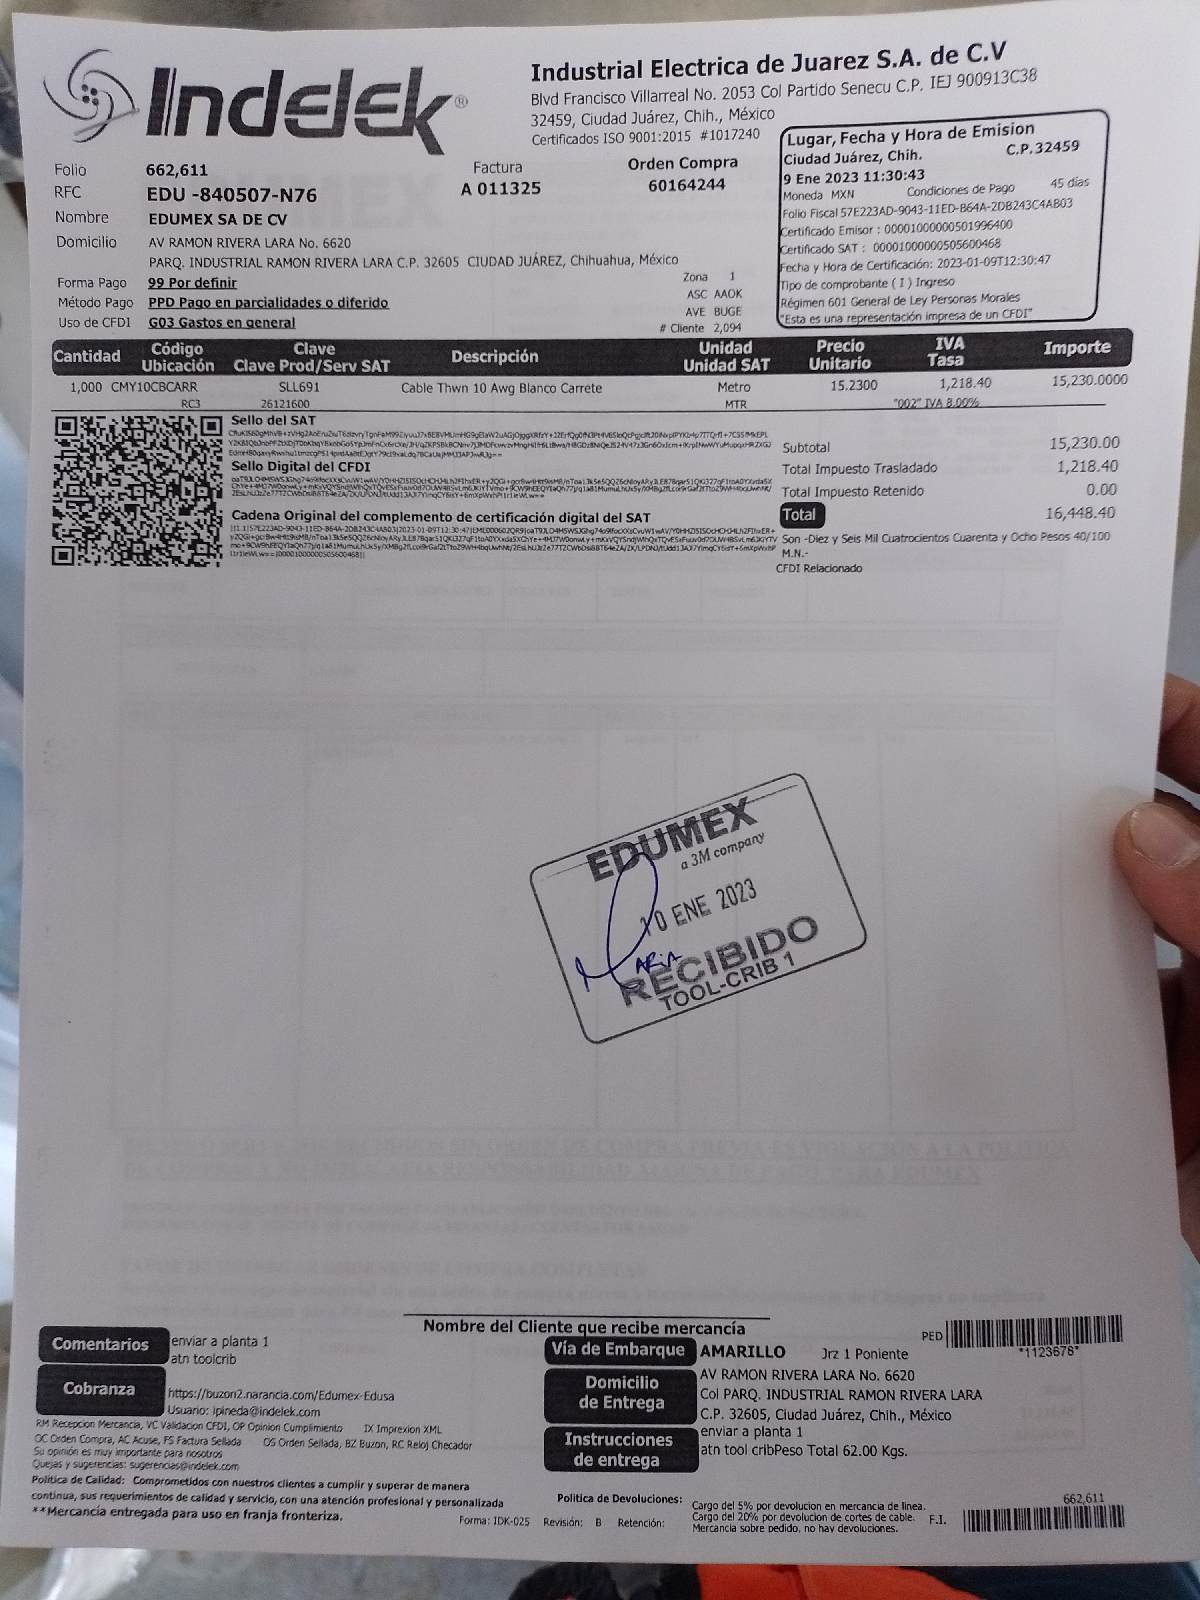 Indelek®
Industrial Electrica de Juarez S.A. de C.V
Blvd Francisco Villarreal No. 2053 Col Partido Senecu C.P. IEJ 900913C38
32459, Ciudad Juárez, Chih., México
Certificados ISO 9001:2015 #1017240
Folio 662,611
Factura
A 011325
Orden Compra
60164244
RFC EDU -840507-N76
Nombre EDUMEX SA DE CV
Domicilio AV RAMON RIVERA LARA No. 6620
PARQ. INDUSTRIAL RAMON RIVERA LARA C.P. 32605 CIUDAD JUÁREZ, Chihuahua, México
Forma Pago 99 Por definir
Método Pago PPD Pago en parcialidades o diferido
Uso de CFDI G03 Gastos en general
Zona 1
ASC AAOK
AVE BUGE
# Cliente 2,094
Lugar, Fecha y Hora de Emision
Ciudad Juárez, Chih. C.P.32459
9 Ene 2023 11:30:43
Moneda MXN Condiciones de Pago 45 días
Folio Fiscal 57E223AD-9043-11ED-B64A-2DB243C4AB03
Certificado Emisor : 00001000000501996400
Certificado SAT : 00001000000505600468
Fecha y Hora de Certificación: 2023-01-09T12:30:47
Tipo de comprobante ( I ) Ingreso
Régimen 601 General de Ley Personas Morales
"Esta es una representación impresa de un CFDI"
Cantidad Código Ubicación Clave Clave Prod/Serv SAT Descripción Unidad Unidad SAT Precio Unitario IVA Tasa Importe
1,000 CMY10CBCARR SLL691 Cable Thwn 10 Awg Blanco Carrete Metro 15.2300 1,218.40 15,230.0000
RC3 26121600 MTR "002" IVA 8.00%
Sello del SAT
Sello Digital del CFDI
Cadena Original del complemento de certificación digital del SAT
Subtotal 15,230.00
Total Impuesto Trasladado 1,218.40
Total Impuesto Retenido 0.00
Total 16,448.40
Son -Diez y Seis Mil Cuatrocientos Cuarenta y Ocho Pesos 40/100
M.N.-
CFDI Relacionado
EDUMEX
a 3M company
10 ENE 2023
MARIA
RECIBIDO
TOOL-CRIB 1
Nombre del Cliente que recibe mercancía
Comentarios enviar a planta 1
atn toolcrib
Cobranza https://buzon2.narancia.com/Edumex-Edusa
Usuario: ipineda@indelek.com
RM Recepcion Mercancia, VC Validacion CFDI, OP Opinion Cumplimiento IX Imprexion XML
OC Orden Compra, AC Acuse, FS Factura Sellada OS Orden Sellada, BZ Buzon, RC Reloj Checador
Su opinión es muy importante para nosotros
Quejas y sugerencias: sugerencias@indelek.com
Politica de Calidad: Comprometidos con nuestros clientes a cumplir y superar de manera
continua, sus requerimientos de calidad y servicio, con una atención profesional y personalizada
**Mercancía entregada para uso en franja fronteriza.
PED *1123678*
Vía de Embarque AMARILLO Jrz 1 Poniente
Domicilio de Entrega
AV RAMON RIVERA LARA No. 6620
Col PARQ. INDUSTRIAL RAMON RIVERA LARA
C.P. 32605, Ciudad Juárez, Chih., México
Instrucciones de entrega
enviar a planta 1
atn tool cribPeso Total 62.00 Kgs.
Politica de Devoluciones: Cargo del 5% por devolucion en mercancia de linea.
Cargo del 20% por devolucion de cortes de cable.
Mercancia sobre pedido, no hay devoluciones.
Forma: IDK-025 Revisión: B Retención:
F.I. 662,611